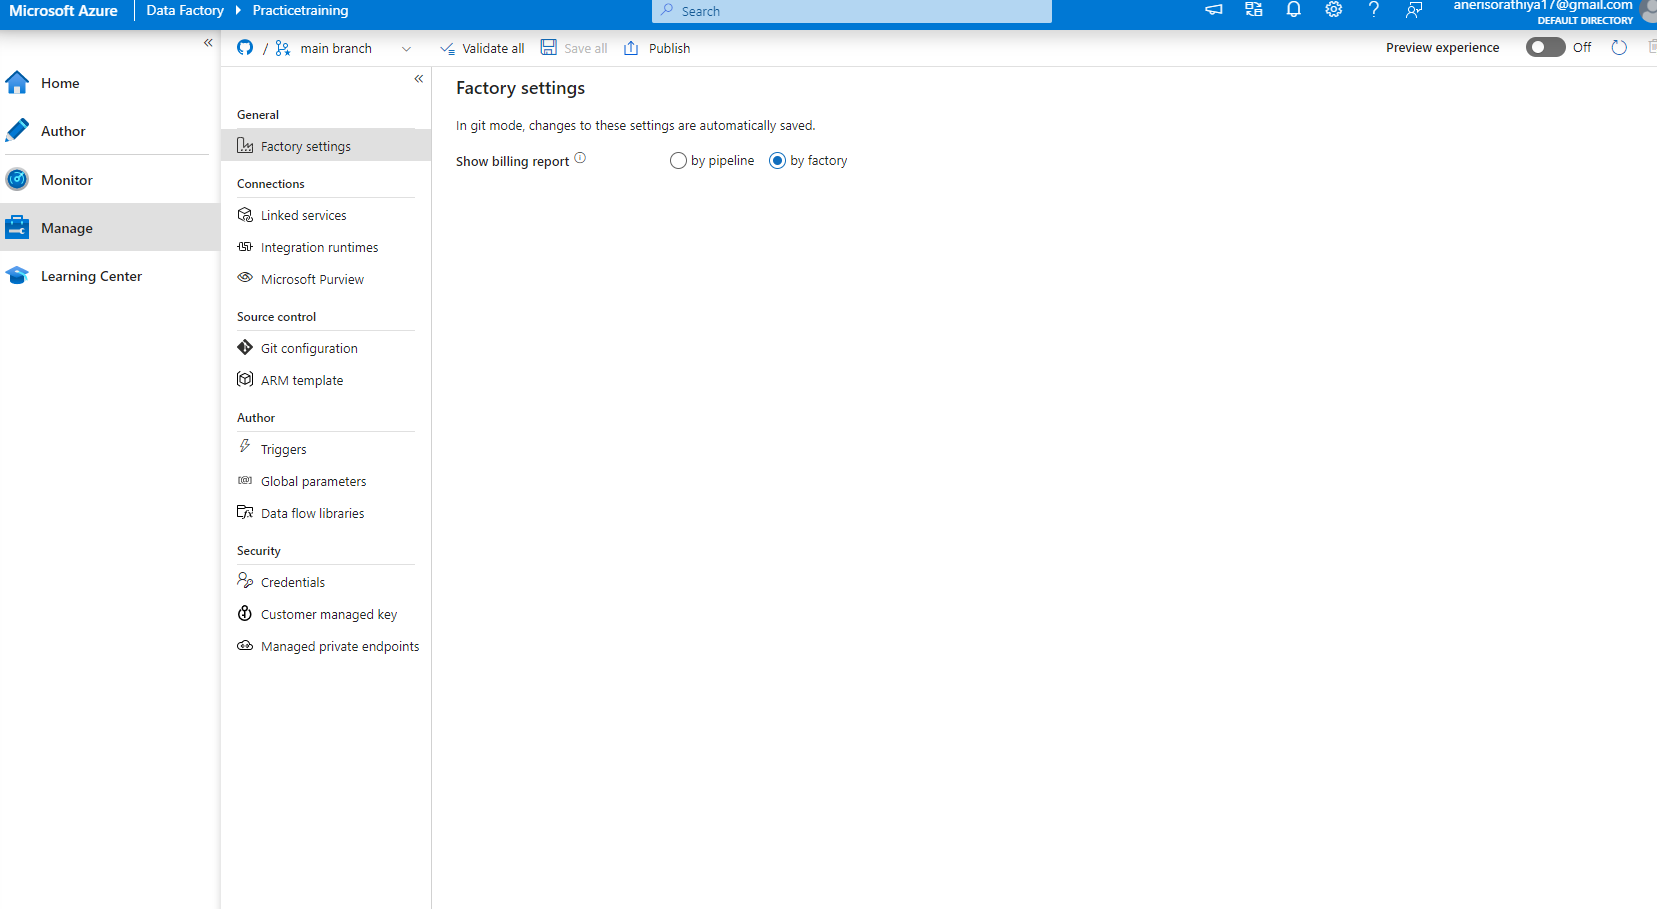 Microsoft Azure
Data Factory
Practicetraining
Search
anerisorathiya17@gmail.com
DEFAULT DIRECTORY
Home
Author
Monitor
Manage
Learning Center
/ main branch
Validate all
Save all
Publish
Preview experience
Off
General
Factory settings
Connections
Linked services
Integration runtimes
Microsoft Purview
Source control
Git configuration
ARM template
Author
Triggers
Global parameters
Data flow libraries
Security
Credentials
Customer managed key
Managed private endpoints
Factory settings
In git mode, changes to these settings are automatically saved.
Show billing report
by pipeline
by factory